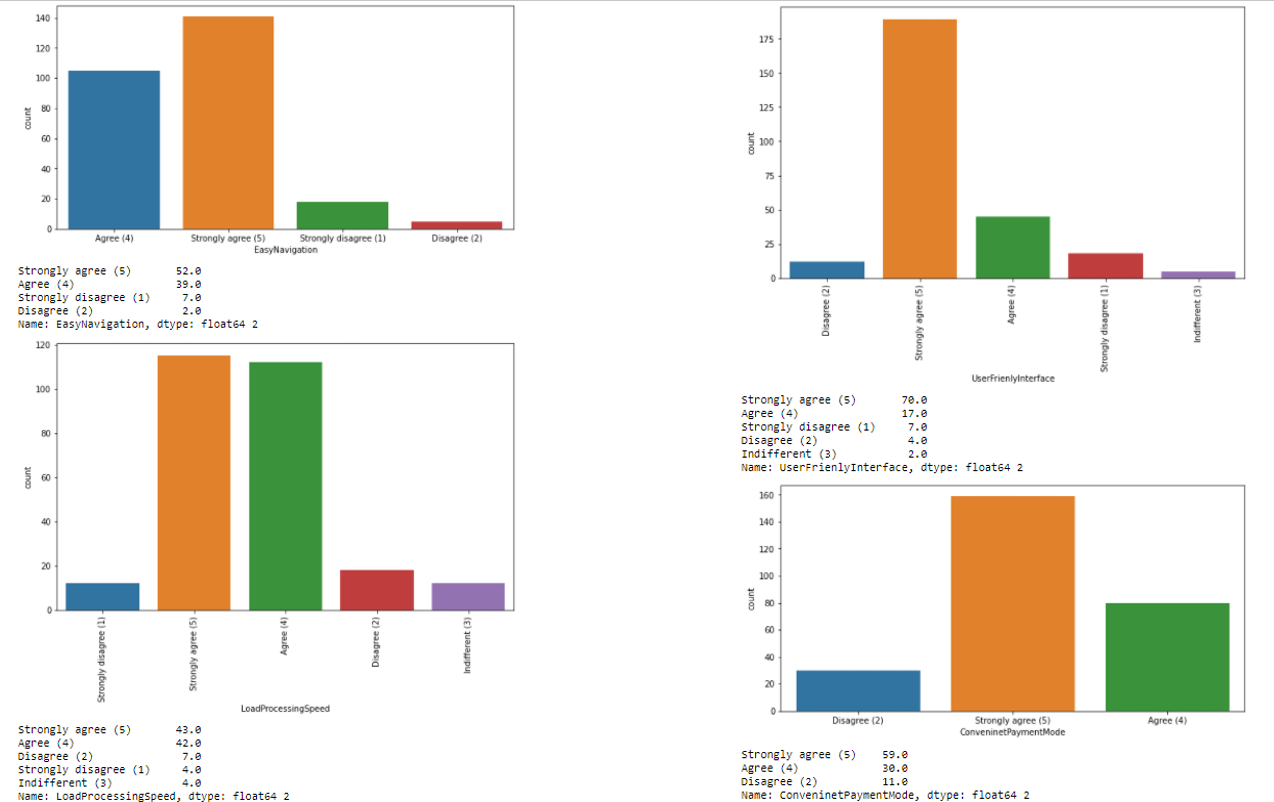 140
120
100
80
60
40
20
0
count
Agree (4) Strongly agree (5) Strongly disagree (1) Disagree (2)
EasyNavigation
Strongly agree (5) 52.0
Agree (4) 39.0
Strongly disagree (1) 7.0
Disagree (2) 2.0
Name: EasyNavigation, dtype: float64 2
120
100
80
60
40
20
0
count
Strongly disagree (1) Strongly agree (5) Agree (4) Disagree (2) Indifferent (3)
LoadProcessingSpeed
Strongly agree (5) 43.0
Agree (4) 42.0
Disagree (2) 7.0
Strongly disagree (1) 4.0
Indifferent (3) 4.0
Name: LoadProcessingSpeed, dtype: float64 2
175
150
125
100
75
50
25
0
count
Disagree (2) Strongly agree (5) Agree (4) Strongly disagree (1) Indifferent (3)
UserFrienlyInterface
Strongly agree (5) 70.0
Agree (4) 17.0
Strongly disagree (1) 7.0
Disagree (2) 4.0
Indifferent (3) 2.0
Name: UserFrienlyInterface, dtype: float64 2
160
140
120
100
80
60
40
20
0
count
Disagree (2) Strongly agree (5) Agree (4)
ConveninetPaymentMode
Strongly agree (5) 59.0
Agree (4) 30.0
Disagree (2) 11.0
Name: ConveninetPaymentMode, dtype: float64 2